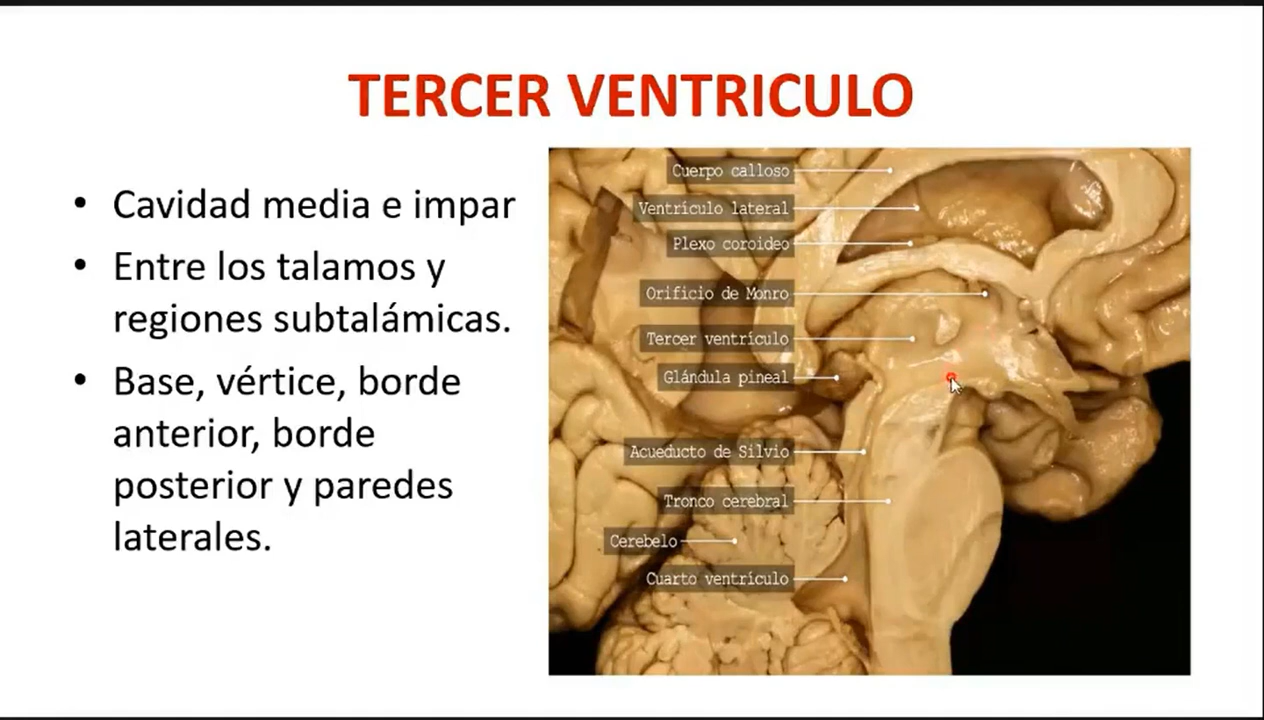 TERCER VENTRICULO
• Cavidad media e impar
• Entre los talamos y
regiones subtalámicas.
• Base, vértice, borde
anterior, borde
posterior y paredes
laterales.
Cuerpo calloso
Ventrículo lateral
Plexo coroideo
Orificio de Monro
Tercer ventrículo
Glándula pineal
Acueducto de Silvio
Tronco cerebral
Cerebelo
Cuarto ventrículo